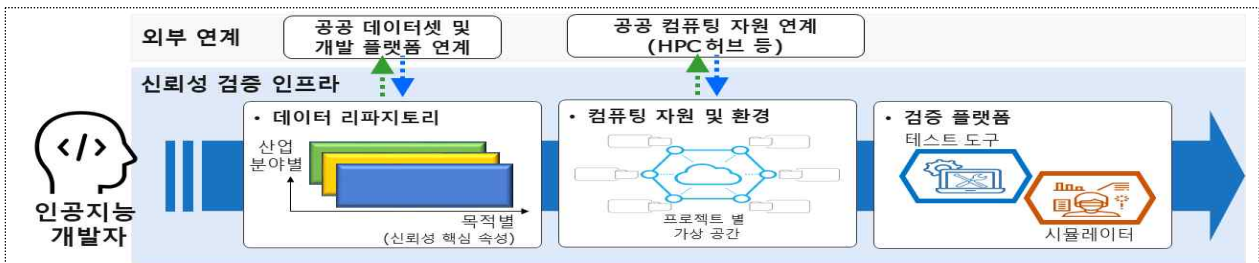 외부 연계
공공 데이터셋 및
개발 플랫폼 연계
공공 컴퓨팅 자원 연계
(HPC허브 등)
신뢰성 검증 인프라
• 데이터 리파지토리
산업
분야별
목적별
(신뢰성 핵심 속성)
• 컴퓨팅 자원 및 환경
프로젝트 별
가상 공간
• 검증 플랫폼
테스트 도구
시뮬레이터
</>
인공지능
개발자